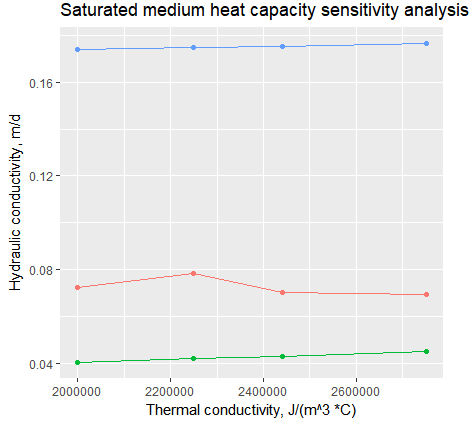 Saturated medium heat capacity sensitivity analysis
Hydraulic conductivity, m/d
0.16
0.12
0.08
0.04
2000000 2200000 2400000 2600000
Thermal conductivity, J/(m^3 *C)